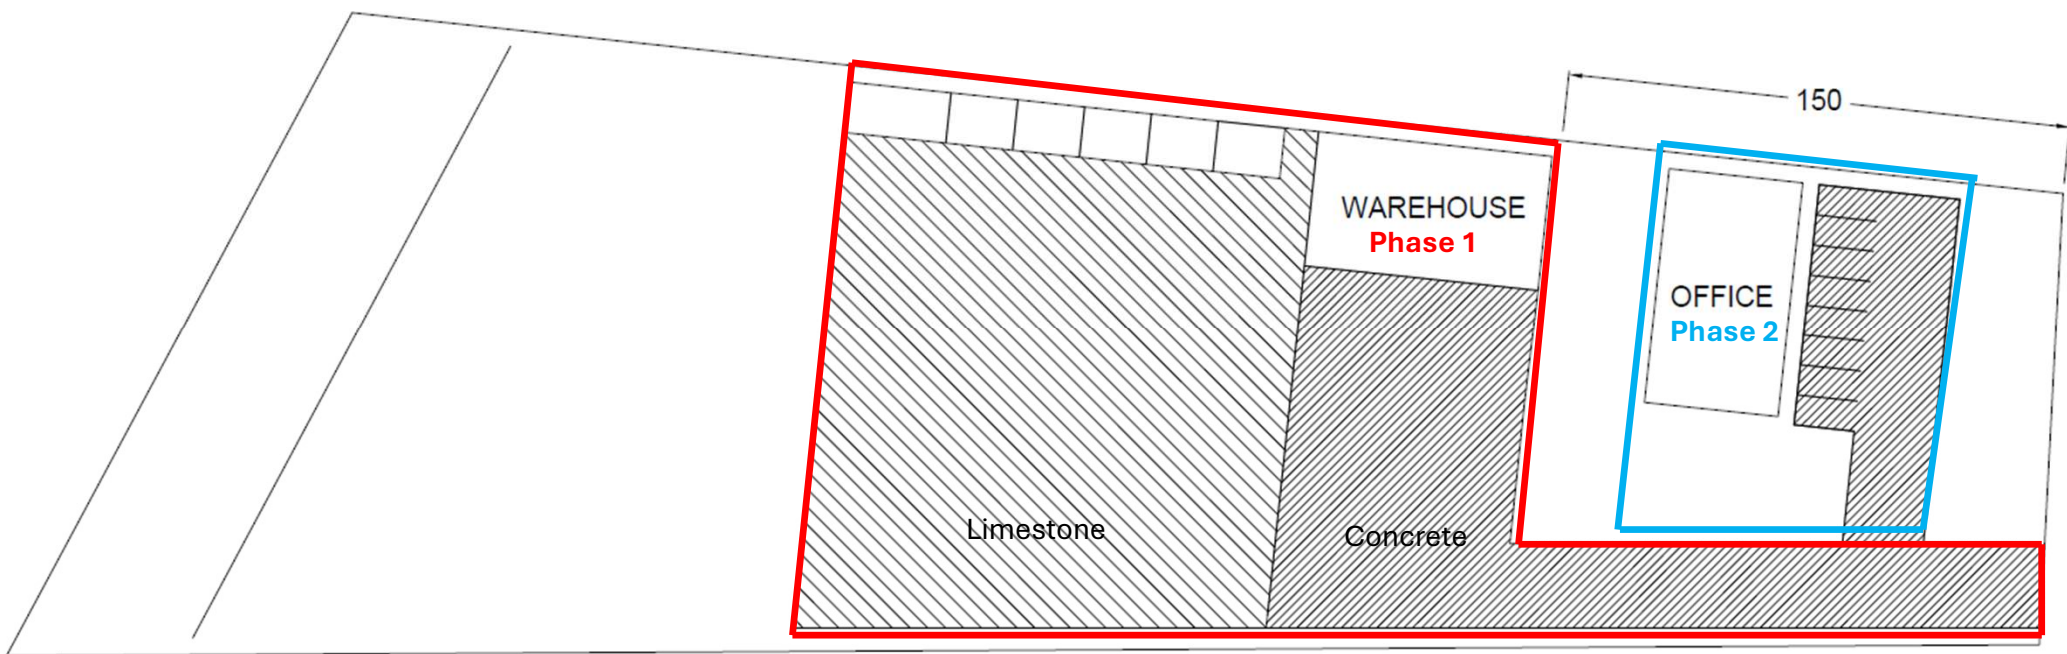 150
WAREHOUSE
Phase 1
OFFICE
Phase 2
Limestone
Concrete